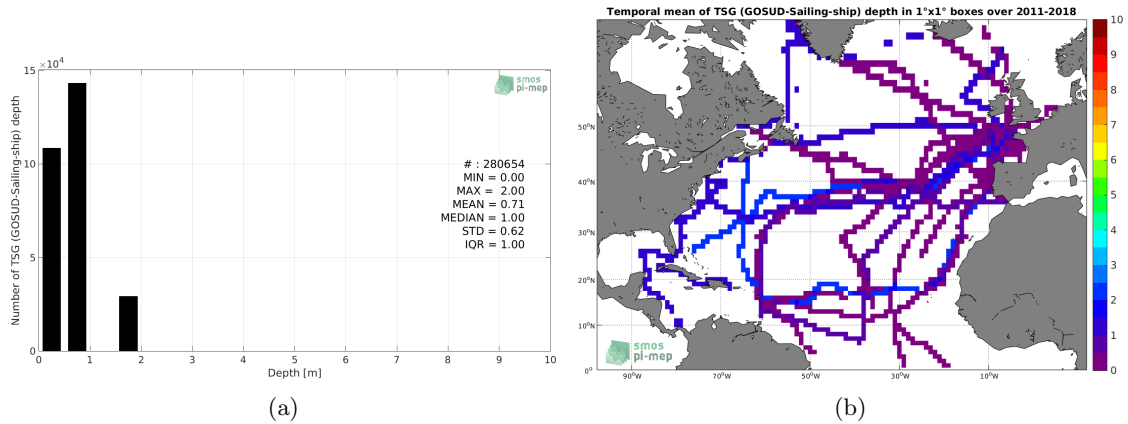 ×10⁴
15
10
5
0
Number of TSG (GOSUD-Sailing-ship) depth
smos
pi-mep
# : 280654
MIN = 0.00
MAX = 2.00
MEAN = 0.71
MEDIAN = 1.00
STD = 0.62
IQR = 1.00
0 1 2 3 4 5 6 7 8 9 10
Depth [m]
(a)
Temporal mean of TSG (GOSUD-Sailing-ship) depth in 1°x1° boxes over 2011-2018
50°N
40°N
30°N
20°N
10°N
0°
90°W 70°W 50°W 30°W 10°W
smos
pi-mep
10
9
8
7
6
5
4
3
2
1
0
(b)